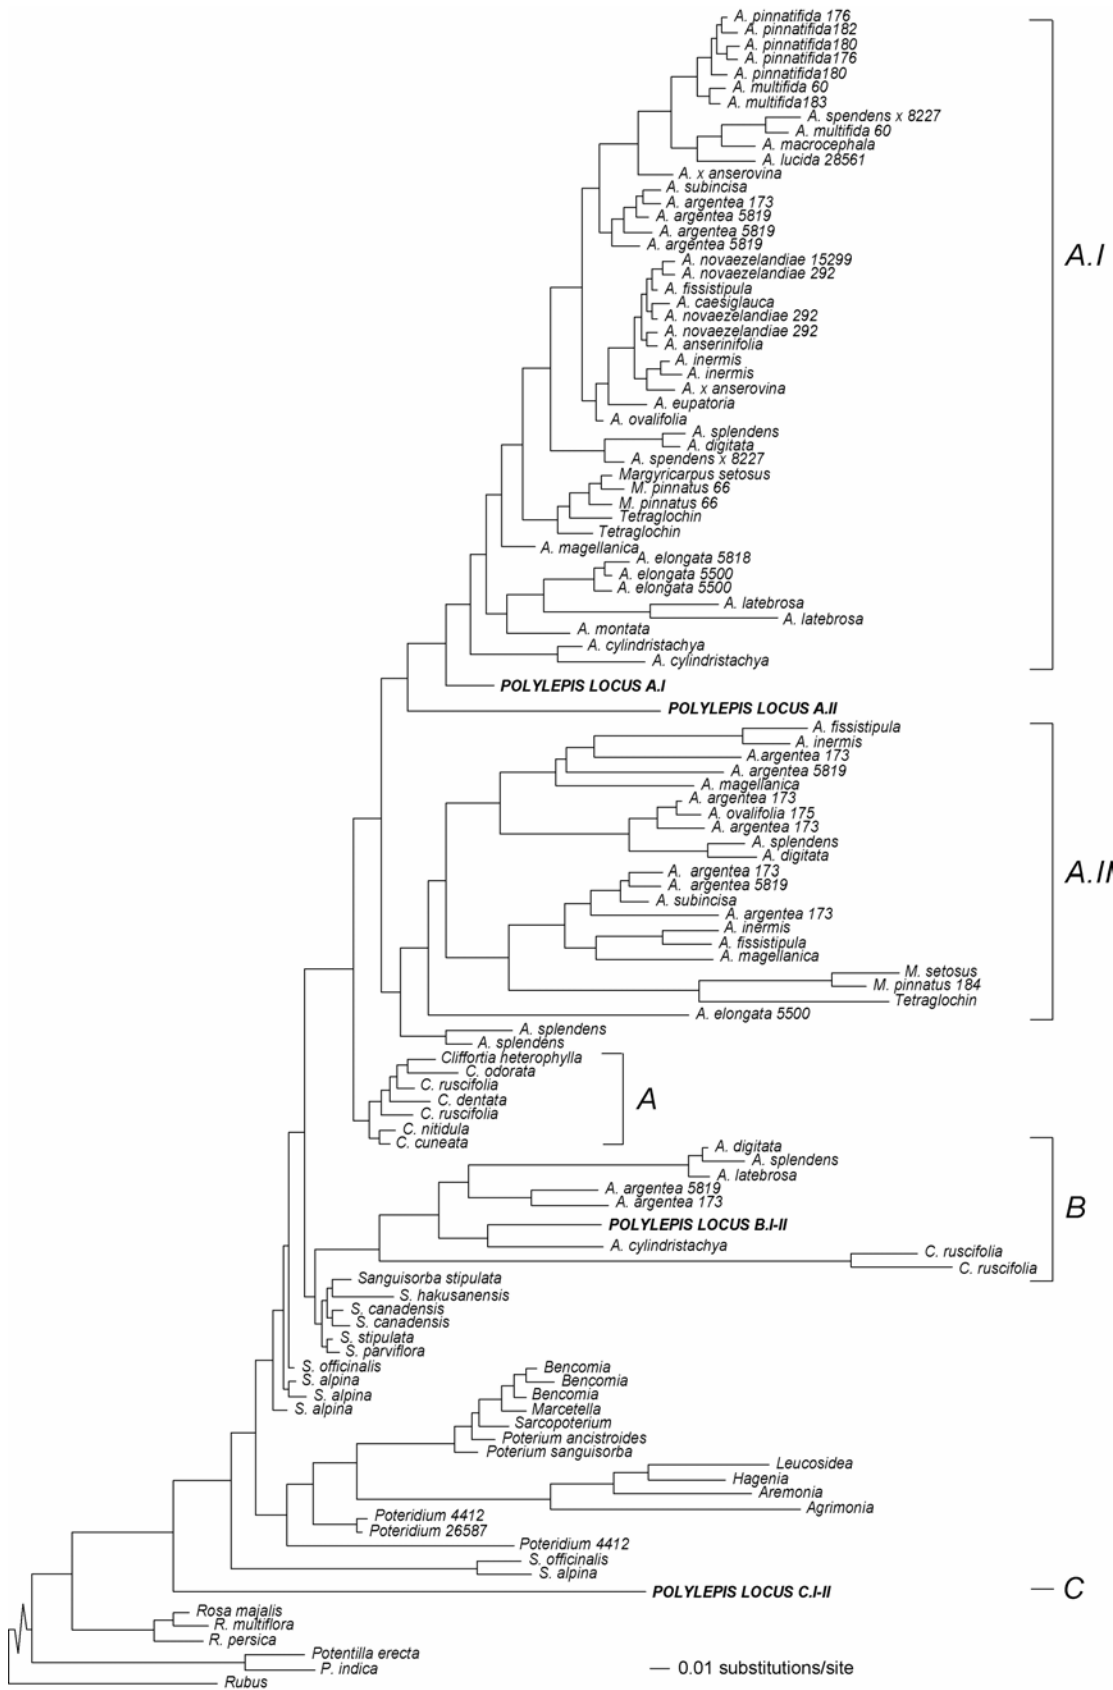 A. pinnatifida 176
A. pinnatifida182
A. pinnatifida180
A. pinnatifida176
A. pinnatifida180
A. multifida 60
A. multifida183
A. spendens x 8227
A. multifida 60
A. macrocephala
A. lucida 28561
A. x anserovina
A. subincisa
A. argentea 173
A. argentea 5819
A. argentea 5819
A. argentea 5819
A.I
A. novaezelandiae 15299
A. novaezelandiae 292
A. fissistipula
A. caesiglauca
A. novaezelandiae 292
A. novaezelandiae 292
A. anserinifolia
A. inermis
A. inermis
A. x anserovina
A. eupatoria
A. ovalifolia
A. splendens
A. digitata
A. spendens x 8227
Margyricarpus setosus
M. pinnatus 66
M. pinnatus 66
Tetraglochin
Tetraglochin
A. magellanica
A. elongata 5818
A. elongata 5500
A. elongata 5500
A. latebrosa
A. latebrosa
A. montata
A. cylindristachya
A. cylindristachya
POLYLEPIS LOCUS A.I
POLYLEPIS LOCUS A.II
A. fissistipula
A. inermis
A.argentea 173
A. argentea 5819
A. magellanica
A. argentea 173
A. ovalifolia 175
A. argentea 173
A. splendens
A. digitata
A. argentea 173
A.II
A. argentea 5819
A. subincisa
A. argentea 173
A. inermis
A. fissistipula
A. magellanica
M. setosus
M. pinnatus 184
Tetraglochin
A. elongata 5500
A. splendens
A. splendens
Cliffortia heterophylla
C. odorata
C. ruscifolia
C. dentata
A
C. ruscifolia
C. nitidula
C. cuneata
A. digitata
A. splendens
A. latebrosa
A. argentea 5819
A. argentea 173
B
POLYLEPIS LOCUS B.I-II
A. cylindristachya
C. ruscifolia
C. ruscifolia
Sanguisorba stipulata
S. hakusanensis
S. canadensis
S. canadensis
S. stipulata
S. parviflora
S. officinalis
S. alpina
S. alpina
S. alpina
Bencomia
Bencomia
Bencomia
Marcetella
Sarcopoterium
Poterium ancistroides
Poterium sanguisorba
Leucosidea
Hagenia
Aremonia
Agrimonia
Poteridium 4412
Poteridium 26587
Poteridium 4412
S. officinalis
S. alpina
POLYLEPIS LOCUS C.I-II
C
Rosa majalis
R. multiflora
R. persica
Potentilla erecta
P. indica
0.01 substitutions/site
Rubus